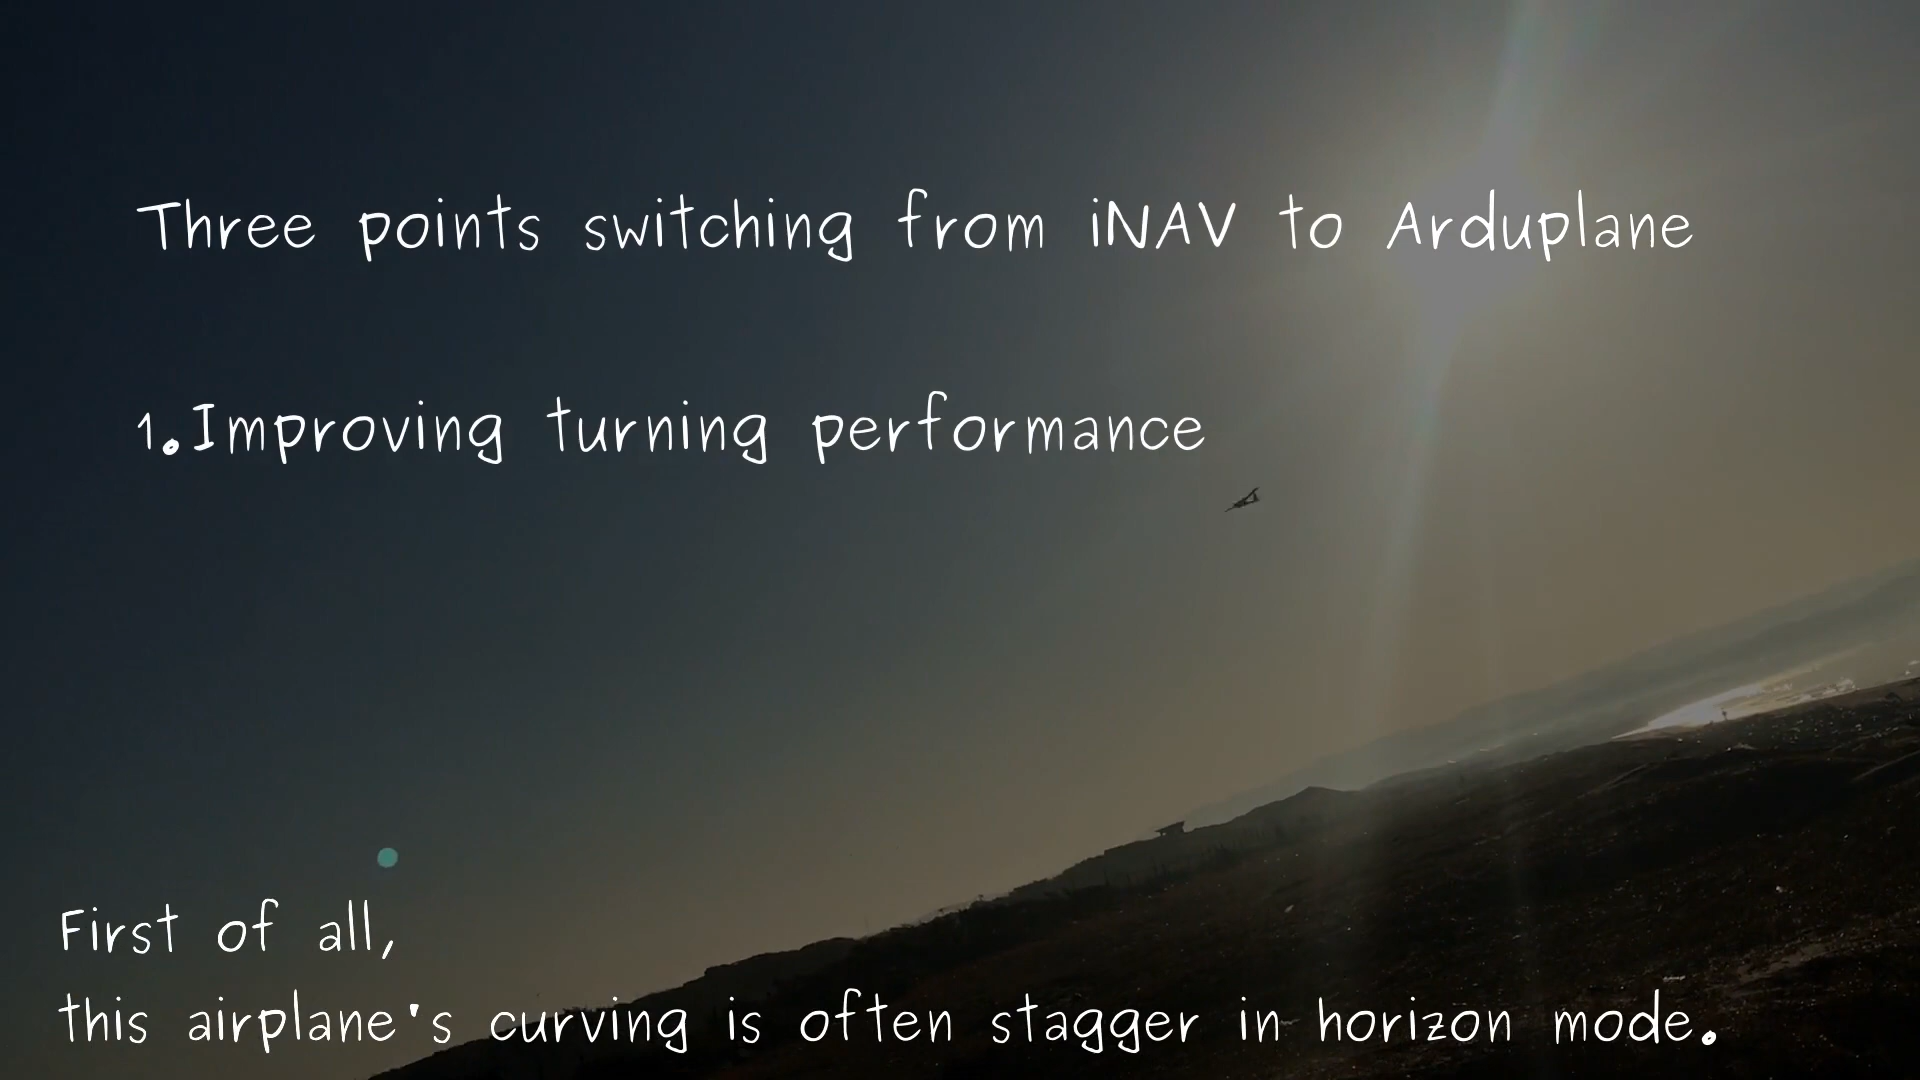 Three points switching from iNAV to Arduplane
1.Improving turning performance
First of all,
this airplane's curving is often stagger in horizon mode.